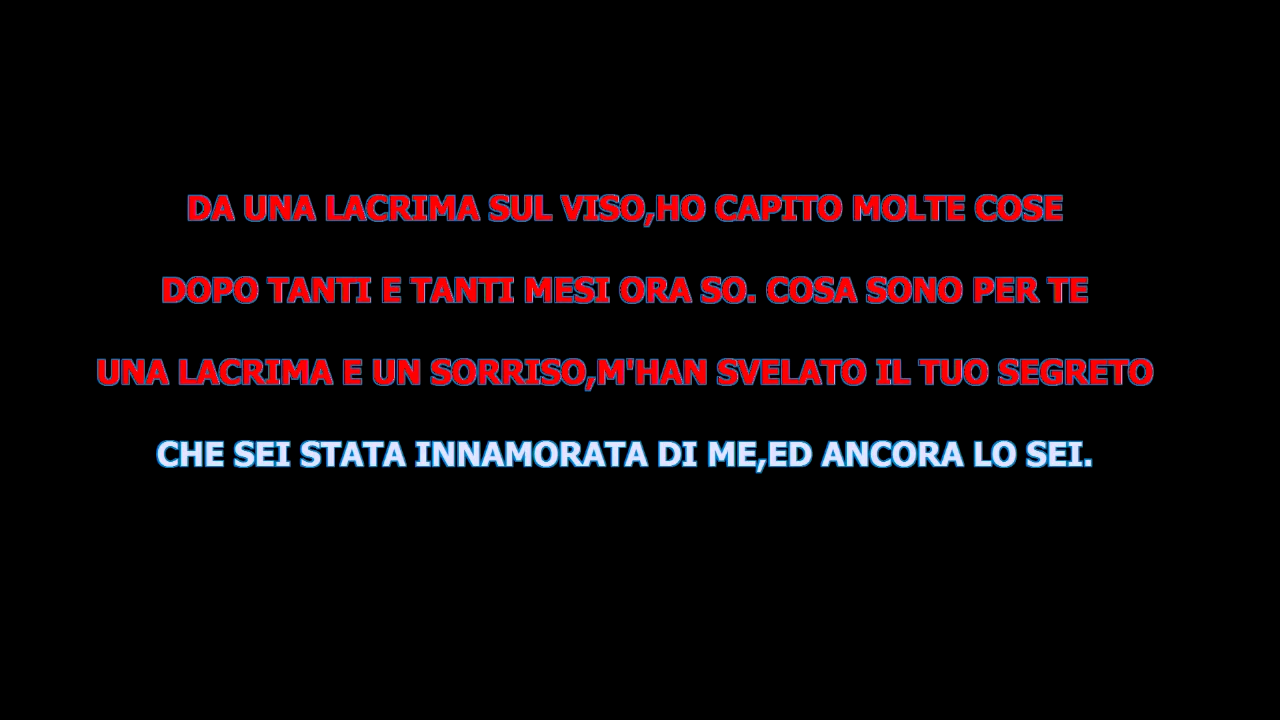 DA UNA LACRIMA SUL VISO,HO CAPITO MOLTE COSE
DOPO TANTI E TANTI MESI ORA SO. COSA SONO PER TE
UNA LACRIMA E UN SORRISO,M'HAN SVELATO IL TUO SEGRETO
CHE SEI STATA INNAMORATA DI ME,ED ANCORA LO SEI.